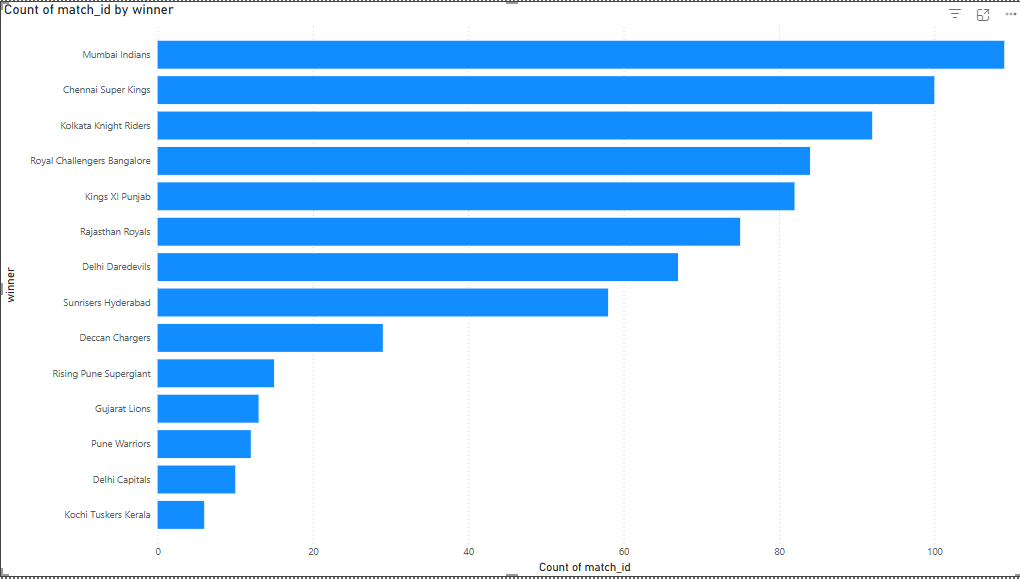 Count of match_id by winner
winner
Mumbai Indians
Chennai Super Kings
Kolkata Knight Riders
Royal Challengers Bangalore
Kings XI Punjab
Rajasthan Royals
Delhi Daredevils
Sunrisers Hyderabad
Deccan Chargers
Rising Pune Supergiant
Gujarat Lions
Pune Warriors
Delhi Capitals
Kochi Tuskers Kerala
0 20 40 60 80 100
Count of match_id